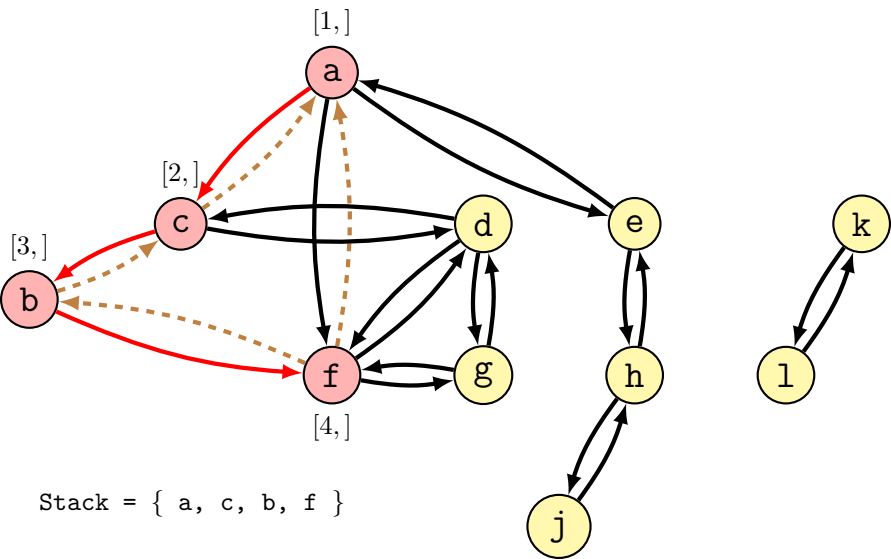 [1,]
a
[2,]
c
d
e
k
[3,]
b
f
g
h
l
[4,]
Stack = { a, c, b, f }
j